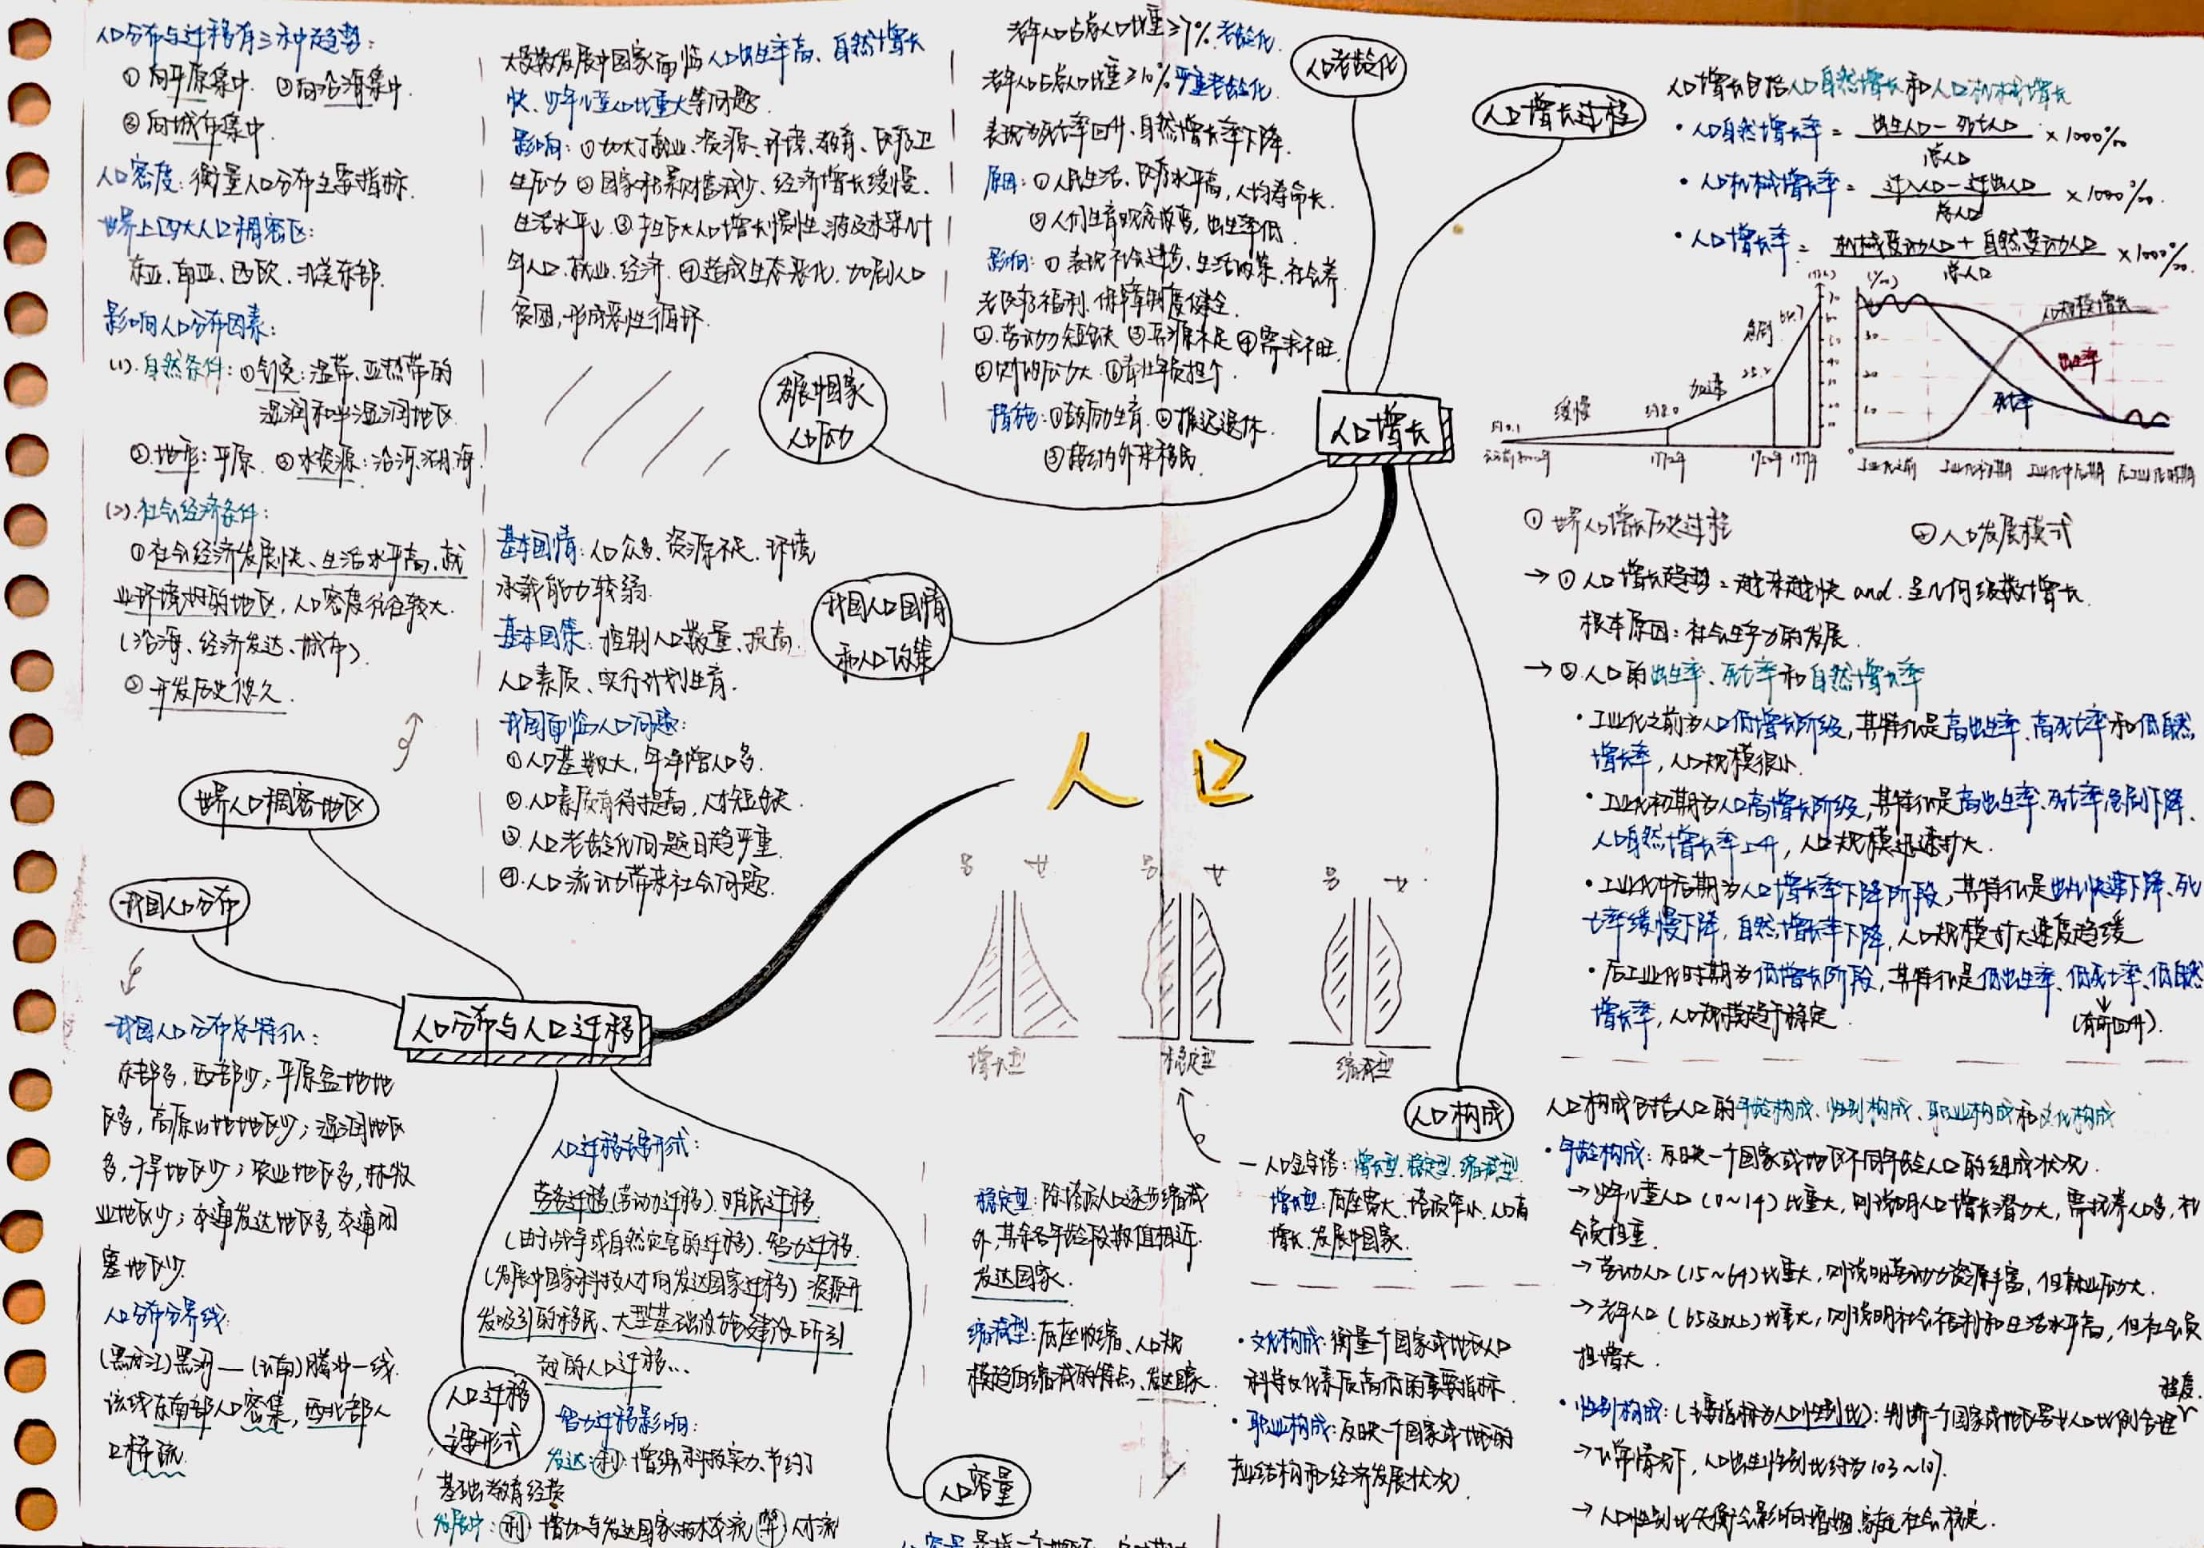 人口分布与迁移有三种趋势：
①向平原集中. ②向沿海集中.
③向城市集中.
人口密度：衡量人口分布主要指标.
世界上四大人口稠密区：
东亚、南亚、西欧、北美东部.
影响人口分布因素：
(1).自然条件：①气候：温带、亚热带的
湿润和半湿润地区
②.地形：平原. ③水资源：沿河、湖、海.
(2).社会经济条件：
①社会经济发展快、生活水平高、就
业环境好的地区，人口密度往往较大.
(沿海、经济发达、城市).
②开发历史悠久.
世界人口稠密地区
我国人口分布
人口分布与人口迁移
我国人口分布总特征：
东部多，西部少；平原盆地地
区多，高原山地地区少；湿润地区
多，干旱地区少；农业地区多，林牧
业地区少；交通发达地区多，交通闭
塞地区少.
人口分布分界线：
(黑龙江)黑河—(云南)腾冲一线.
该线东南部人口密集，西北部人
口稀疏.
大多数发展中国家面临人口出生率高、自然增长
快、少年儿童人口比重大等问题.
影响：①加大了就业、资源、环境、教育、医疗卫
生压力 ②国家积累财富减少、经济增长缓慢.
生活水平↓.③拉大人口增长惯性、波及未来几十
年人口、就业、经济. ④造成生态恶化、加剧人口
贫困，形成恶性循环.
发展中国家
人口压力
基本国情：人口众多、资源不足、环境
承载能力较弱.
基本国策：控制人口数量、提高
人口素质、实行计划生育.
我国面临人口问题：
①人口基数大，年净增人口多.
②.人口素质有待提高，人才短缺.
③.人口老龄化问题日趋严重.
④.人口流动带来社会问题.
我国人口国情
和人口政策
老年人口占总人口比重≥7%.老龄化.
老年人口占总人口比重≥10%严重老龄化.
表现为死亡率回升、自然增长率下降.
原因：①人民生活、医疗水平高，人均寿命长.
②人们生育观念改变，出生率低.
影响：①表现社会进步、生活改善、社会养
老医疗福利、保障制度健全.
②.劳动力短缺 ③兵源不足 ④需求不旺.
⑤财政压力大. ⑥青壮年负担↑.
措施：①鼓励生育. ②推迟退休.
③接纳外来移民.
人口老龄化
人口增长过程
人口增长
人口增长包括人口自然增长和人口机械增长
•人口自然增长率 = 出生人口－死亡人口 × 1000‰
总人口
•人口机械增长率 = 迁入人口－迁出人口 × 1000‰.
总人口
•人口增长率 = 机械变动人口＋自然变动人口 × 1000‰.
总人口
缓慢
加速
急剧
人口规模增长
出生率
死亡率
工业化之前 工业化初期 工业化中后期 后工业化时期
①世界人口增长历史过程
②人口发展模式
→①人口增长趋势：越来越快 and 呈几何级数增长.
根本原因：社会生产力的发展.
→②.人口的出生率、死亡率和自然增长率
•工业化之前为人口低增长阶段，其特征是高出生率、高死亡率和低自然
增长率，人口规模很小.
•工业化初期为人口高增长阶段，其特征是高出生率、死亡率急剧下降.
人口自然增长率上升，人口规模迅速扩大.
•工业化中后期为人口增长率下降阶段，其特征是出生快速下降、死
亡率缓慢下降，自然增长率下降，人口规模扩大速度趋缓
•后工业化时期为低增长阶段，其特征是低出生率、低死亡率、低自然
增长率，人口规模趋于稳定.
(有所回升).
人口
男 女
男 女
男 女
增长型
稳定型
缩减型
人口构成
—人口金字塔：增长型.稳定型.缩减型.
增长型：底座宽大、塔顶窄小.人口有
增长.发展中国家.
稳定型：除塔顶人口逐步缩减
外，其余各年龄段数值相近.
发达国家.
缩减型：底座收缩、人口规
模趋向缩减的特点、发达国家.
•文化构成：衡量一个国家或地区人口
科学文化素质高低的重要指标.
•职业构成：反映一个国家或地区的
产业结构和经济发展状况.
人口构成包括人口的年龄构成、性别构成、职业构成和文化构成
•年龄构成：反映一个国家或地区不同年龄人口的组成状况.
→少年儿童人口(0～14)比重大，则说明人口增长潜力大，需抚养人口多，社
会负担重.
→劳动人口(15～64)比重大，则说明劳动力资源丰富，但就业压力大.
→老年人口(65及以上)比重大，则说明社会福利和生活水平高，但社会负
担增大.
•性别构成：(主要指标为人口性别比)：判断一个国家或地区男女人口比例合理程度.
→正常情况下，人口出生性别比约为103～107.
→人口性别比失衡会影响婚姻、家庭、社会稳定.
人口迁移主要形式：
劳务迁移(劳动力迁移).难民迁移
(由于战争或自然灾害的迁移).智力迁移.
(发展中国家科技人才向发达国家迁移)资源开
发吸引的移民、大型基础设施建设所引
起的人口迁移…
人口迁移
主要形式
智力迁移影响：
发达：(利)：增强科技实力、节约了
基础教育经费
发展中：(利) 增加与发达国家技术交流 (弊)人才流
人口容量